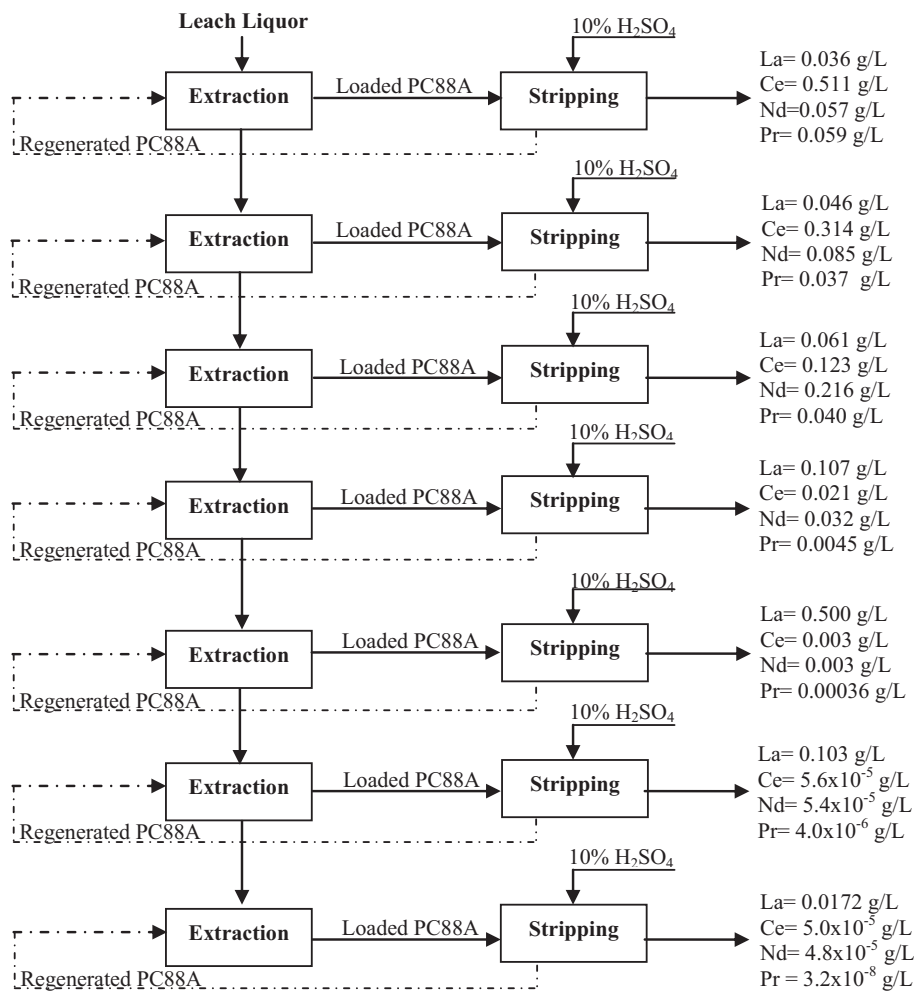 Leach Liquor
10% H₂SO₄
Extraction
Loaded PC88A
Stripping
Regenerated PC88A
La= 0.036 g/L
Ce= 0.511 g/L
Nd=0.057 g/L
Pr= 0.059 g/L
10% H₂SO₄
Extraction
Loaded PC88A
Stripping
Regenerated PC88A
La= 0.046 g/L
Ce= 0.314 g/L
Nd= 0.085 g/L
Pr= 0.037 g/L
10% H₂SO₄
Extraction
Loaded PC88A
Stripping
Regenerated PC88A
La= 0.061 g/L
Ce= 0.123 g/L
Nd= 0.216 g/L
Pr= 0.040 g/L
10% H₂SO₄
Extraction
Loaded PC88A
Stripping
Regenerated PC88A
La= 0.107 g/L
Ce= 0.021 g/L
Nd= 0.032 g/L
Pr= 0.0045 g/L
10% H₂SO₄
Extraction
Loaded PC88A
Stripping
Regenerated PC88A
La= 0.500 g/L
Ce= 0.003 g/L
Nd= 0.003 g/L
Pr= 0.00036 g/L
10% H₂SO₄
Extraction
Loaded PC88A
Stripping
Regenerated PC88A
La= 0.103 g/L
Ce= 5.6x10⁻⁵ g/L
Nd= 5.4x10⁻⁵ g/L
Pr= 4.0x10⁻⁶ g/L
10% H₂SO₄
Extraction
Loaded PC88A
Stripping
Regenerated PC88A
La= 0.0172 g/L
Ce= 5.0x10⁻⁵ g/L
Nd= 4.8x10⁻⁵ g/L
Pr = 3.2x10⁻⁸ g/L